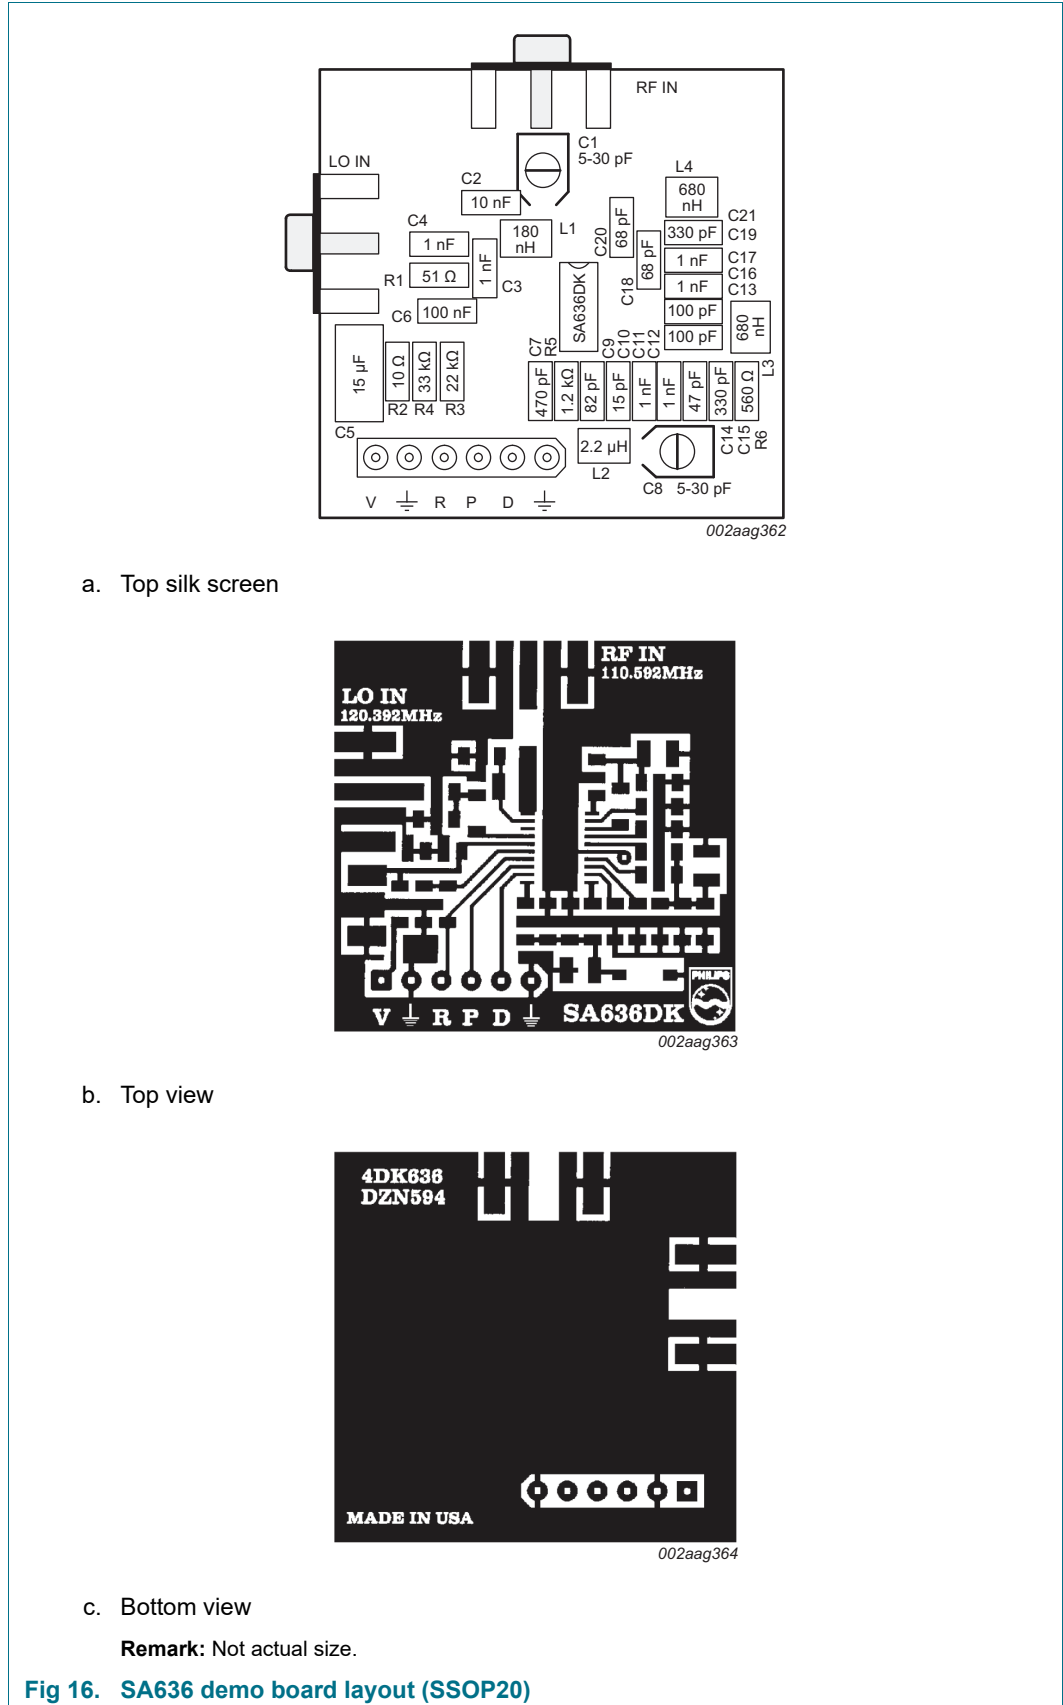 RF IN
C1
5-30 pF
LO IN
L4
C2
680
nH
10 nF
C21
C4
C20
68 pF
330 pF
C19
180
nH
L1
1 nF
1 nF
C17
68 pF
1 nF
C16
R1
51 Ω
C3
C18
1 nF
C13
C6
100 nF
SA636DK
100 pF
680
nH
100 pF
15 µF
10 Ω
33 kΩ
22 kΩ
C7
R5
C9
C10
C11
C12
L3
470 pF
1.2 kΩ
82 pF
15 pF
1 nF
1 nF
47 pF
330 pF
560 Ω
R2
R4
R3
C5
2.2 µH
C14
C15
R6
L2
C8
5-30 pF
V
R
P
D
002aag362
a. Top silk screen
RF IN
110.592MHz
LO IN
120.392MHz
PHILIPS
V R P D
SA636DK
002aag363
b. Top view
4DK636
DZN594
MADE IN USA
002aag364
c. Bottom view
Remark: Not actual size.
Fig 16. SA636 demo board layout (SSOP20)